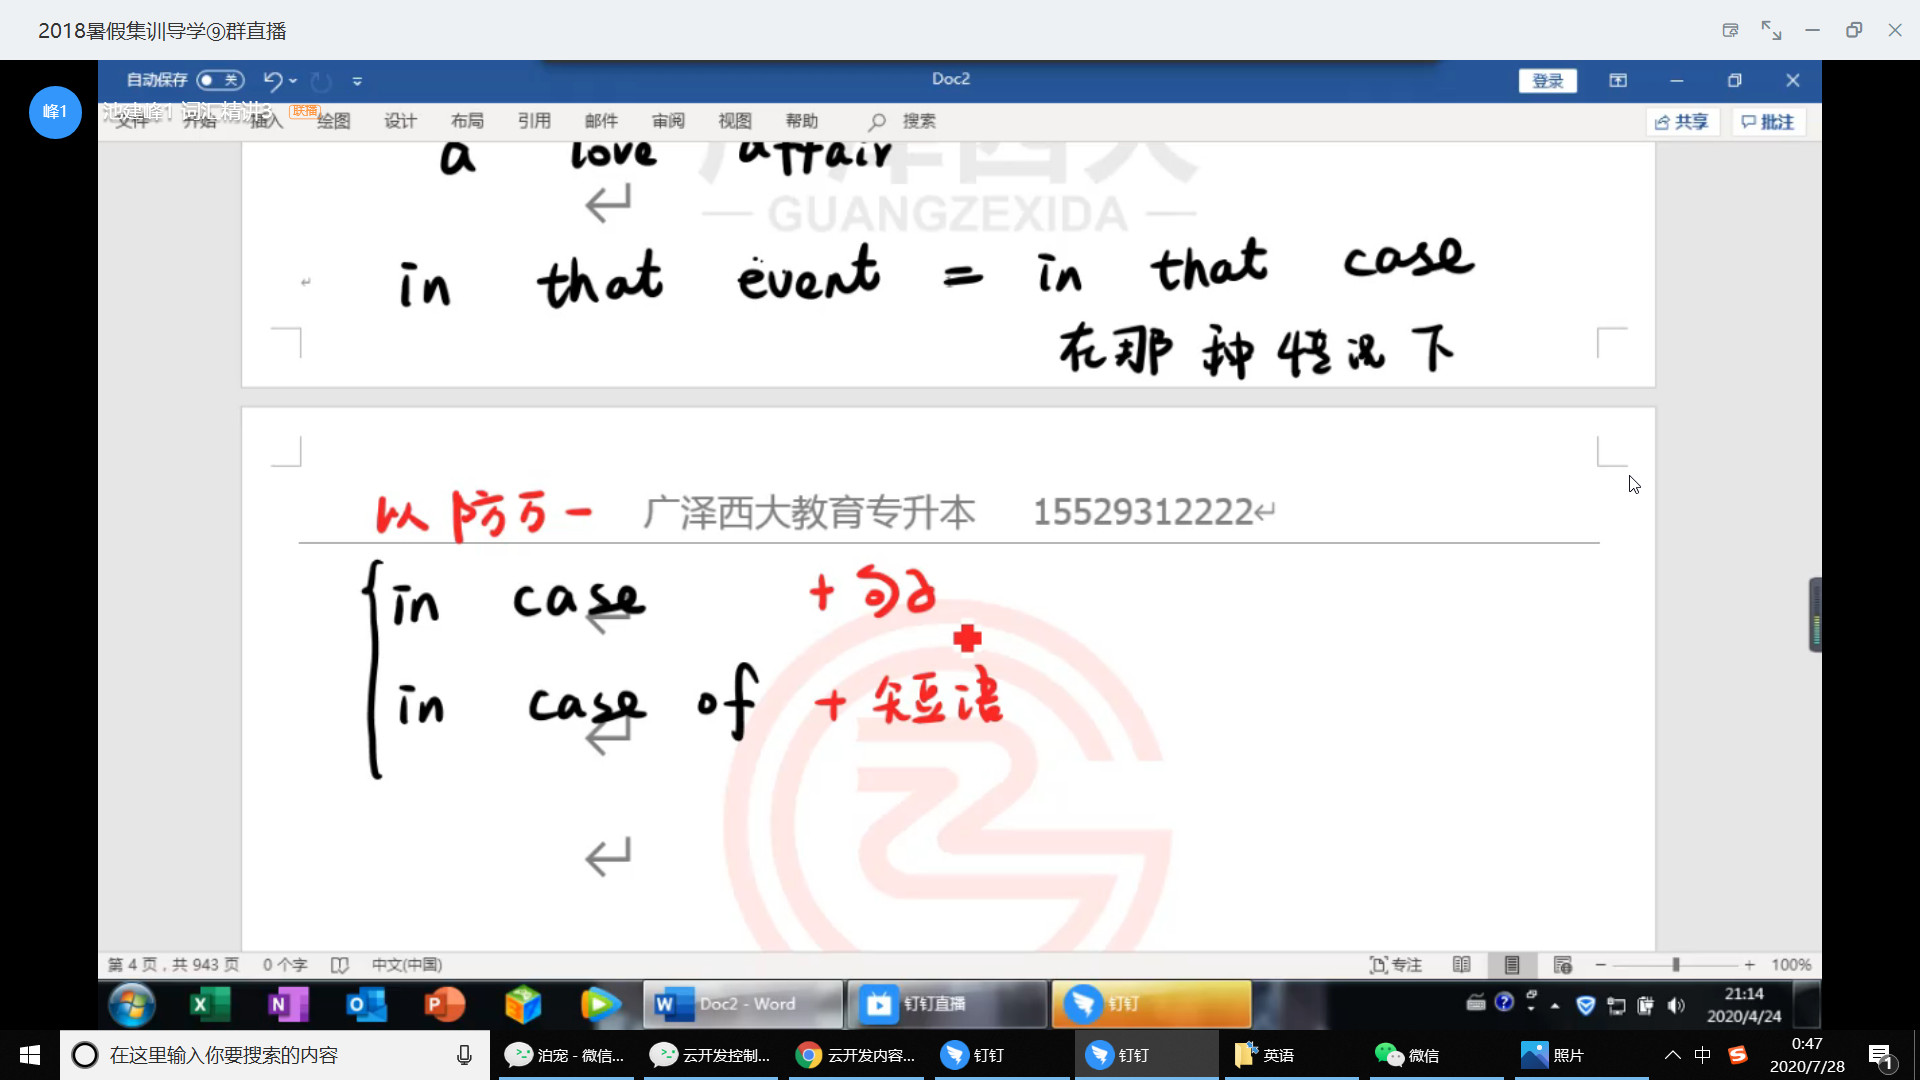 2018暑假集训导学⑨群直播
自动保存 关
Doc2
登录
峰1
池建峰1 词汇精讲3 联播
文件 开始 插入 绘图 设计 布局 引用 邮件 审阅 视图 帮助 搜索
共享 批注
a love affair
广泽西大
— GUANGZEXIDA —
in that event = in that case
在那种情况下
以防万一 广泽西大教育专升本 15529312222
in case + 句子
in case of + 短语
第 4 页，共 943 页 0 个字 中文(中国)
专注 100%
Doc2 - Word
钉钉直播
钉钉
21:14
2020/4/24
在这里输入你要搜索的内容
泊宠 - 微信...
云开发控制...
云开发内容...
钉钉
钉钉
英语
微信
照片
中
0:47
2020/7/28
1